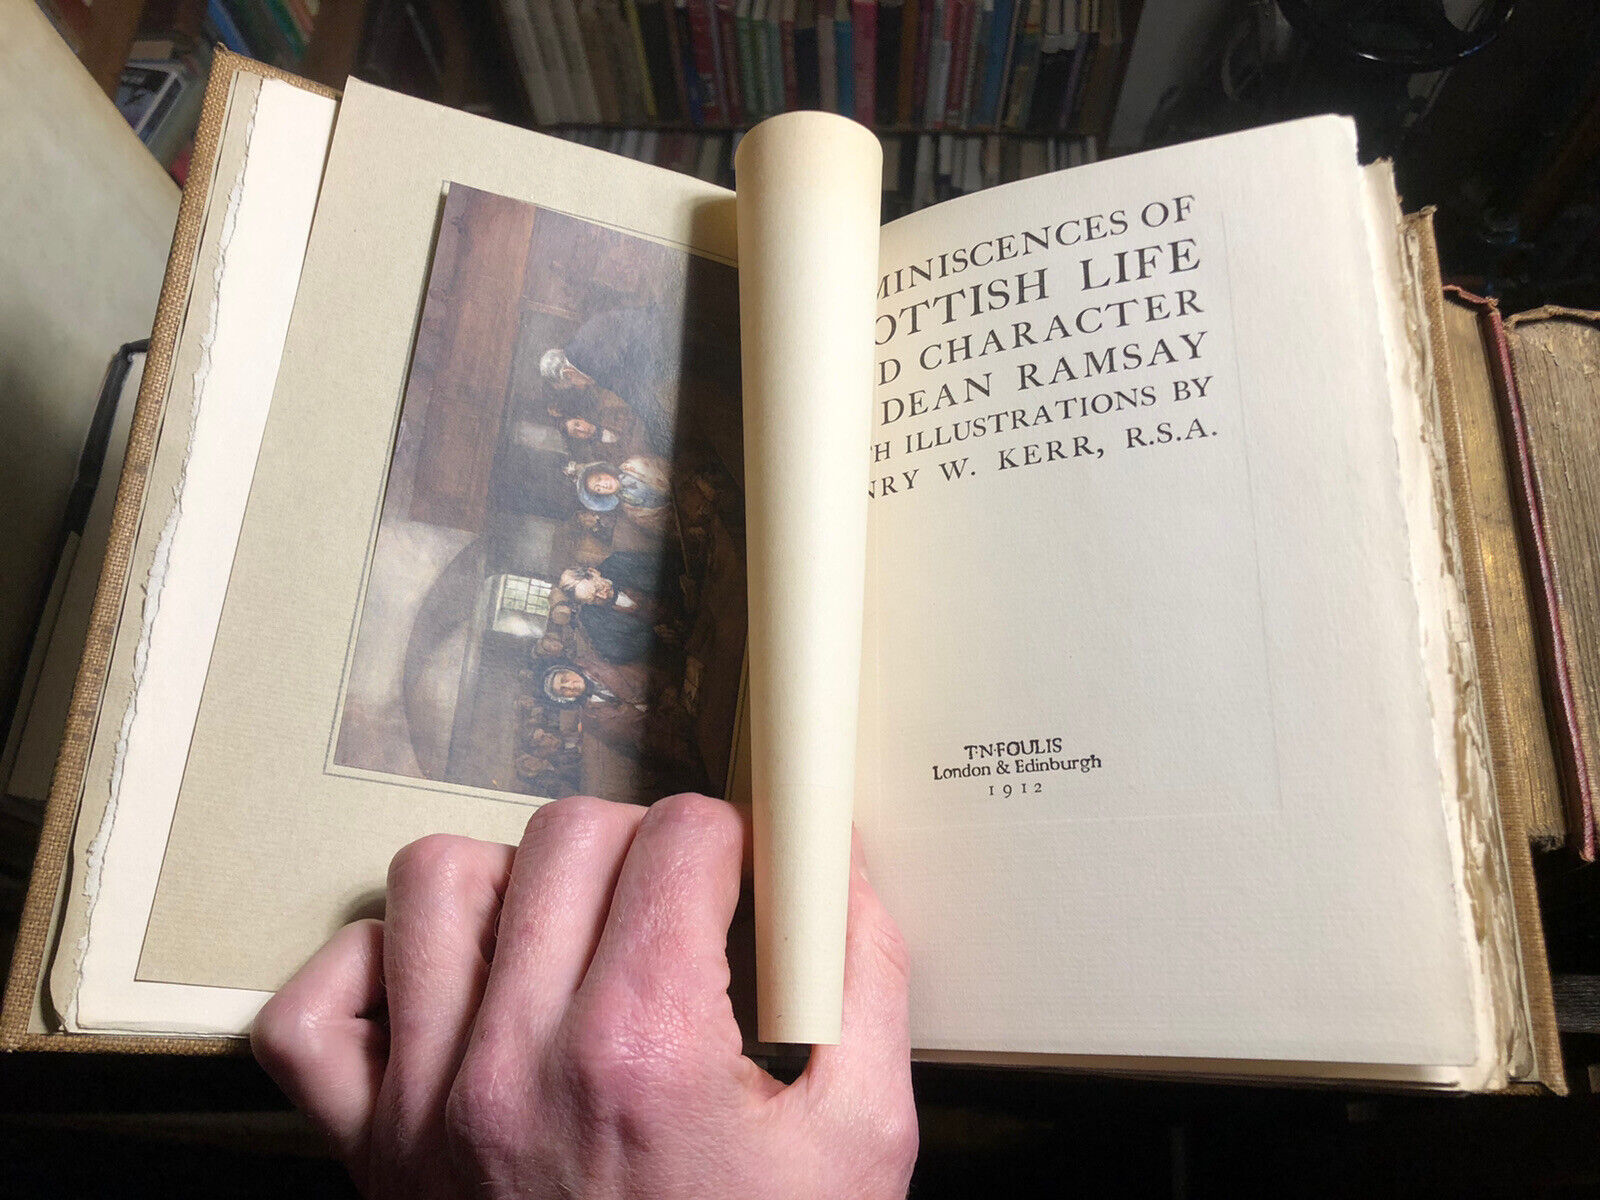 MINISCENCES OF
OTTISH LIFE
D CHARACTER
DEAN RAMSAY
H ILLUSTRATIONS BY
NRY W. KERR, R.S.A.
T·N·FOULIS
London & Edinburgh
1912